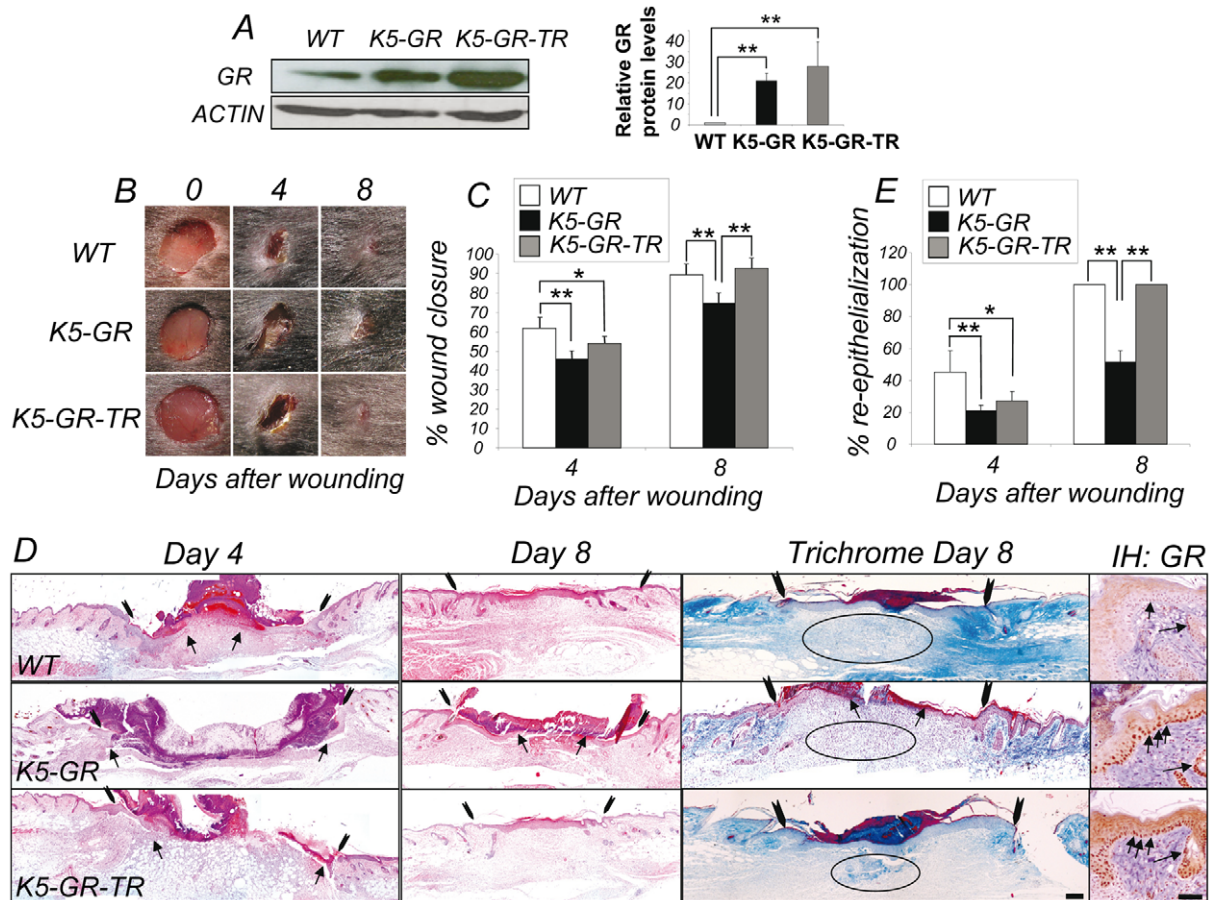 A
WT K5-GR K5-GR-TR
GR
ACTIN
Relative GR
protein levels
40
30
20
10
0
**
**
WT K5-GR K5-GR-TR
B
0 4 8
WT
K5-GR
K5-GR-TR
Days after wounding
C
WT
K5-GR
K5-GR-TR
% wound closure
100
90
80
70
60
50
40
30
20
10
0
*
**
** **
4 8
Days after wounding
E
WT
K5-GR
K5-GR-TR
% re-epithelialization
120
100
80
60
40
20
0
*
**
** **
4 8
Days after wounding
D
Day 4 Day 8 Trichrome Day 8 IH: GR
WT
K5-GR
K5-GR-TR